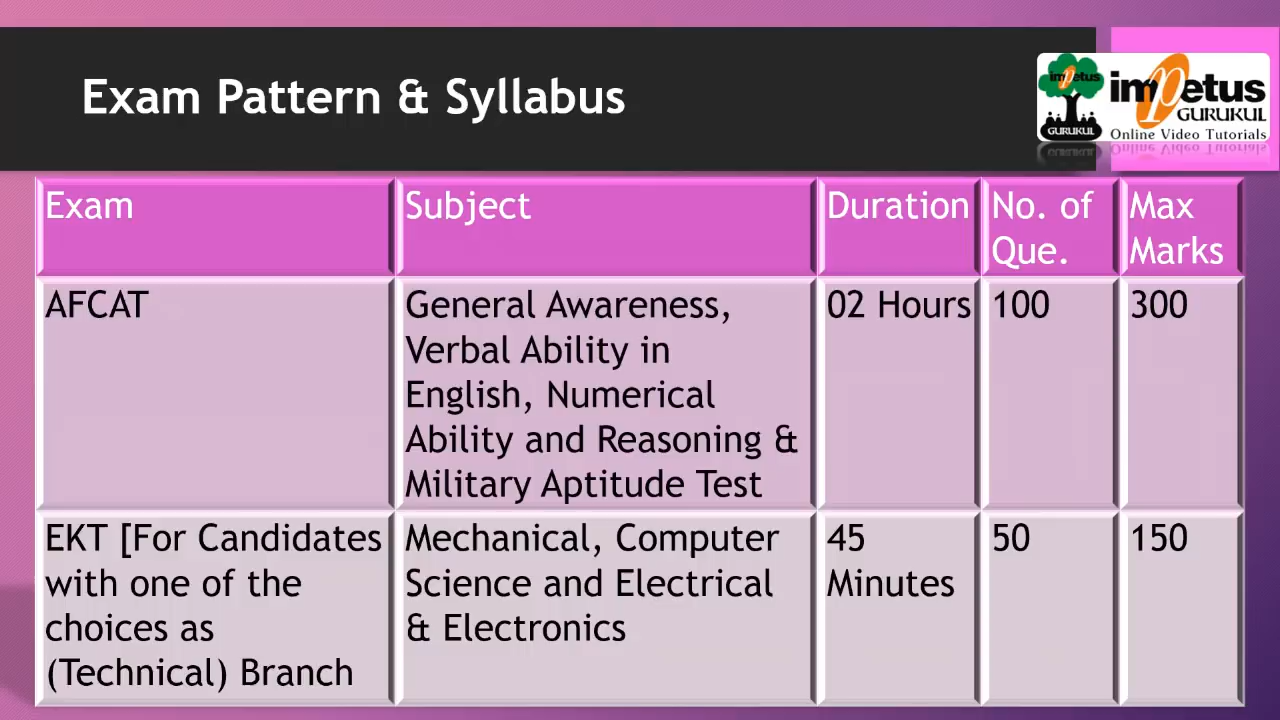 Exam Pattern & Syllabus
impetus
GURUKUL
impetus
GURUKUL
Online Video Tutorials
Exam Subject Duration No. of Que. Max Marks
AFCAT
General Awareness,
Verbal Ability in
English, Numerical
Ability and Reasoning &
Military Aptitude Test
02 Hours
100
300
EKT [For Candidates
with one of the
choices as
(Technical) Branch
Mechanical, Computer
Science and Electrical
& Electronics
45
Minutes
50
150